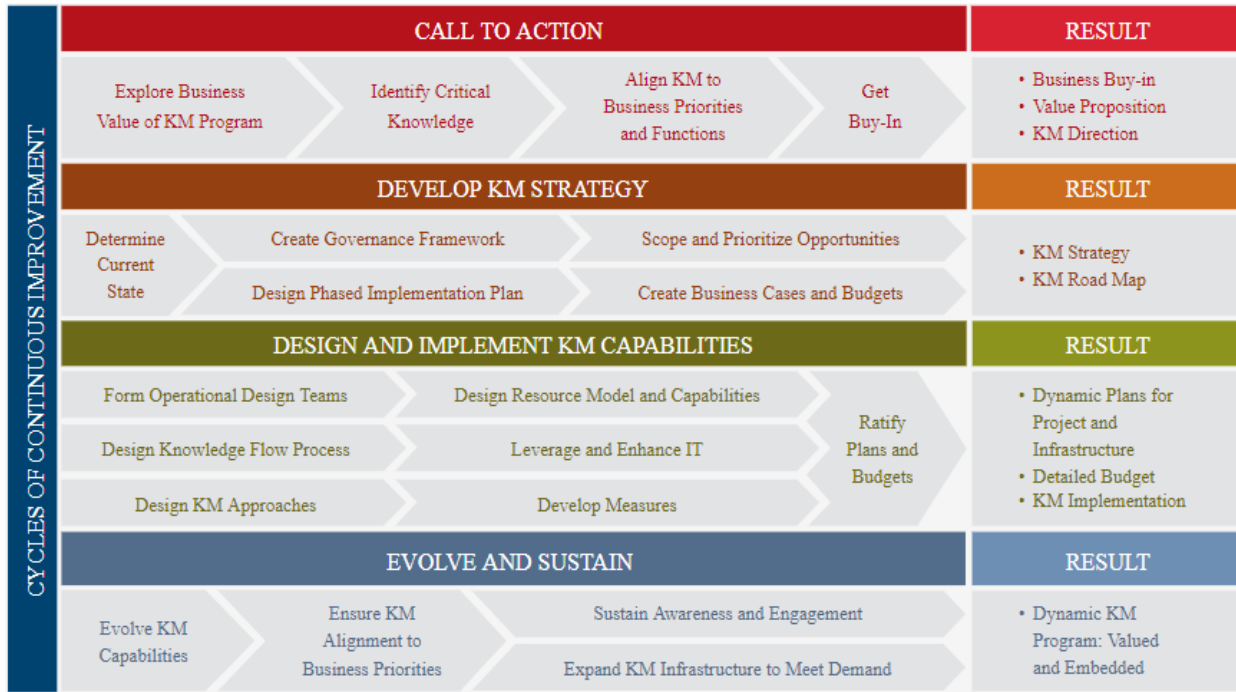 CYCLES OF CONTINUOUS IMPROVEMENT
CALL TO ACTION
RESULT
Explore Business
Value of KM Program
Identify Critical
Knowledge
Align KM to
Business Priorities
and Functions
Get
Buy-In
• Business Buy-in
• Value Proposition
• KM Direction
DEVELOP KM STRATEGY
RESULT
Determine
Current
State
Create Governance Framework
Scope and Prioritize Opportunities
Design Phased Implementation Plan
Create Business Cases and Budgets
• KM Strategy
• KM Road Map
DESIGN AND IMPLEMENT KM CAPABILITIES
RESULT
Form Operational Design Teams
Design Resource Model and Capabilities
Design Knowledge Flow Process
Leverage and Enhance IT
Design KM Approaches
Develop Measures
Ratify
Plans and
Budgets
• Dynamic Plans for
Project and
Infrastructure
• Detailed Budget
• KM Implementation
EVOLVE AND SUSTAIN
RESULT
Evolve KM
Capabilities
Ensure KM
Alignment to
Business Priorities
Sustain Awareness and Engagement
Expand KM Infrastructure to Meet Demand
• Dynamic KM
Program: Valued
and Embedded